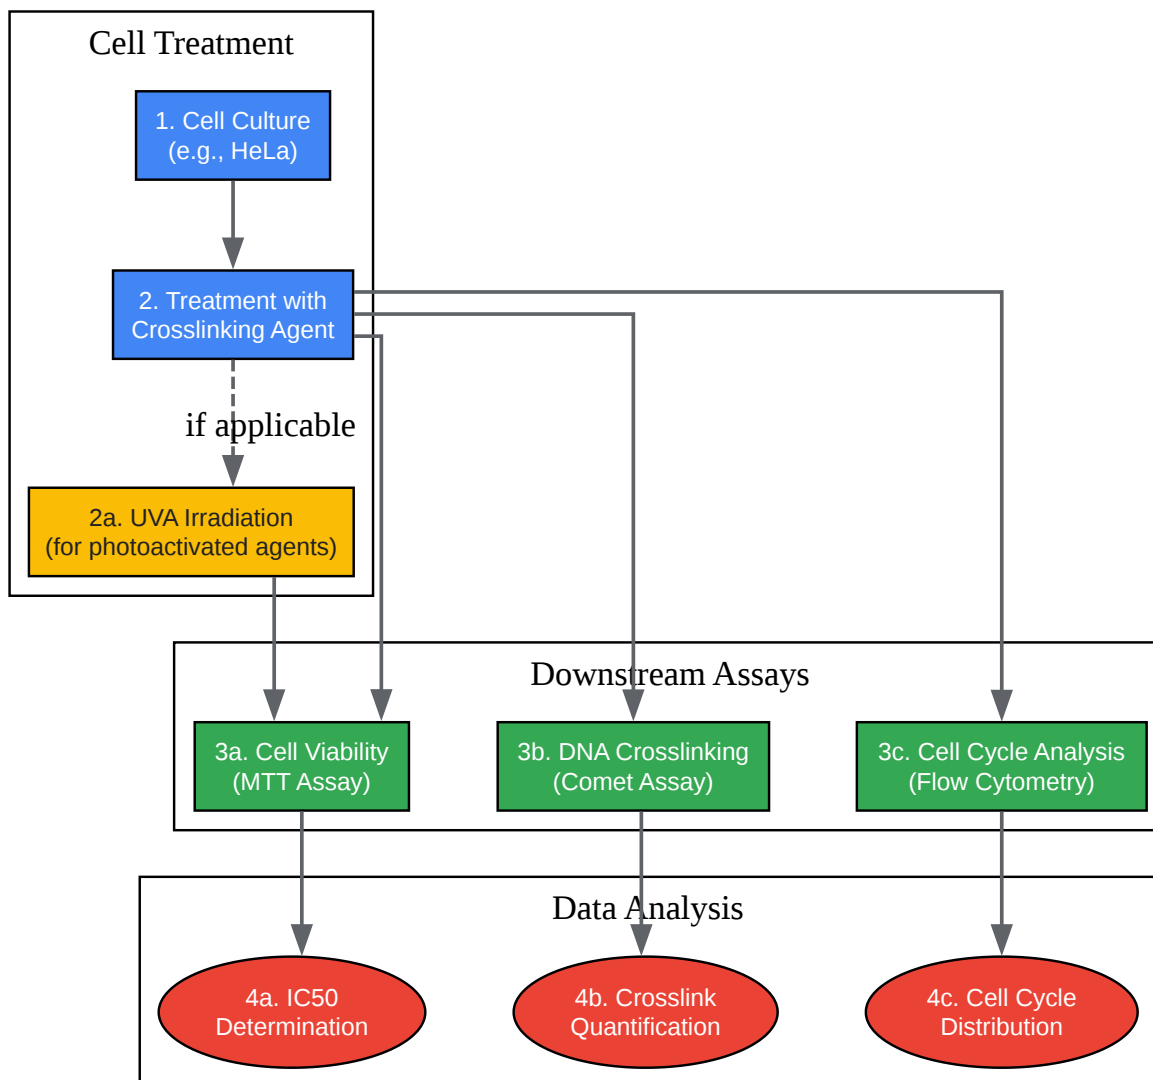 Cell Treatment
1. Cell Culture
(e.g., HeLa)
2. Treatment with
Crosslinking Agent
if applicable
2a. UVA Irradiation
(for photoactivated agents)
Downstream Assays
3a. Cell Viability
(MTT Assay)
3b. DNA Crosslinking
(Comet Assay)
3c. Cell Cycle Analysis
(Flow Cytometry)
Data Analysis
4a. IC50
Determination
4b. Crosslink
Quantification
4c. Cell Cycle
Distribution